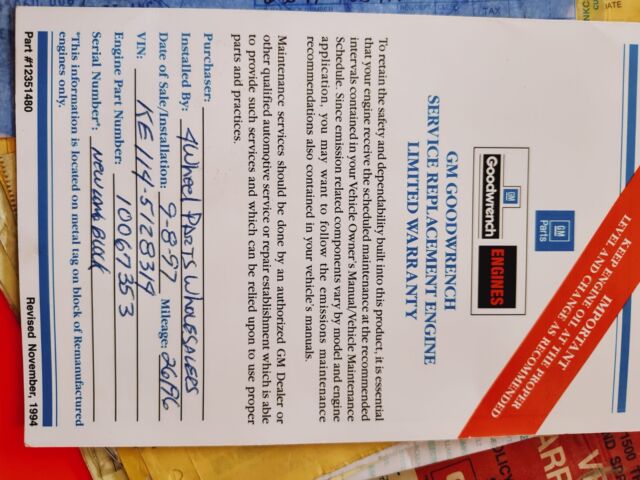 IMPORTANT
KEEP ENGINE OIL AT THE PROPER
LEVEL AND CHANGE AS RECOMMENDED
GM
Parts
GM
Goodwrench
ENGINES
GM GOODWRENCH
SERVICE REPLACEMENT ENGINE
LIMITED WARRANTY
To retain the safety and dependability built into this product, it is essential
that your engine receive the scheduled maintenance at the recommended
intervals contained in your Vehicle Owner's Manual/Vehicle Maintenance
Schedule. Since emission related components vary by model and engine
application, you may want to follow the emissions maintenance
recommendations also contained in your vehicle's manuals.
Maintenance services should be done by an authorized GM Dealer or
other qualified automotive service or repair establishment which is able
to provide such services and which can be relied upon to use proper
parts and practices.
Purchaser:
Installed By: 4 Wheel PARTS WHOLESALERS
Date of Sale/Installation: 9-8-97 Mileage: 26196
VIN: KE114-5128314
Engine Part Number: 10067353
Serial Number*: BLOCK
*This information is located on metal tag on block of Remanufactured
engines only.
Part #12351480
Revised November, 1994
DATE
TAX
1500